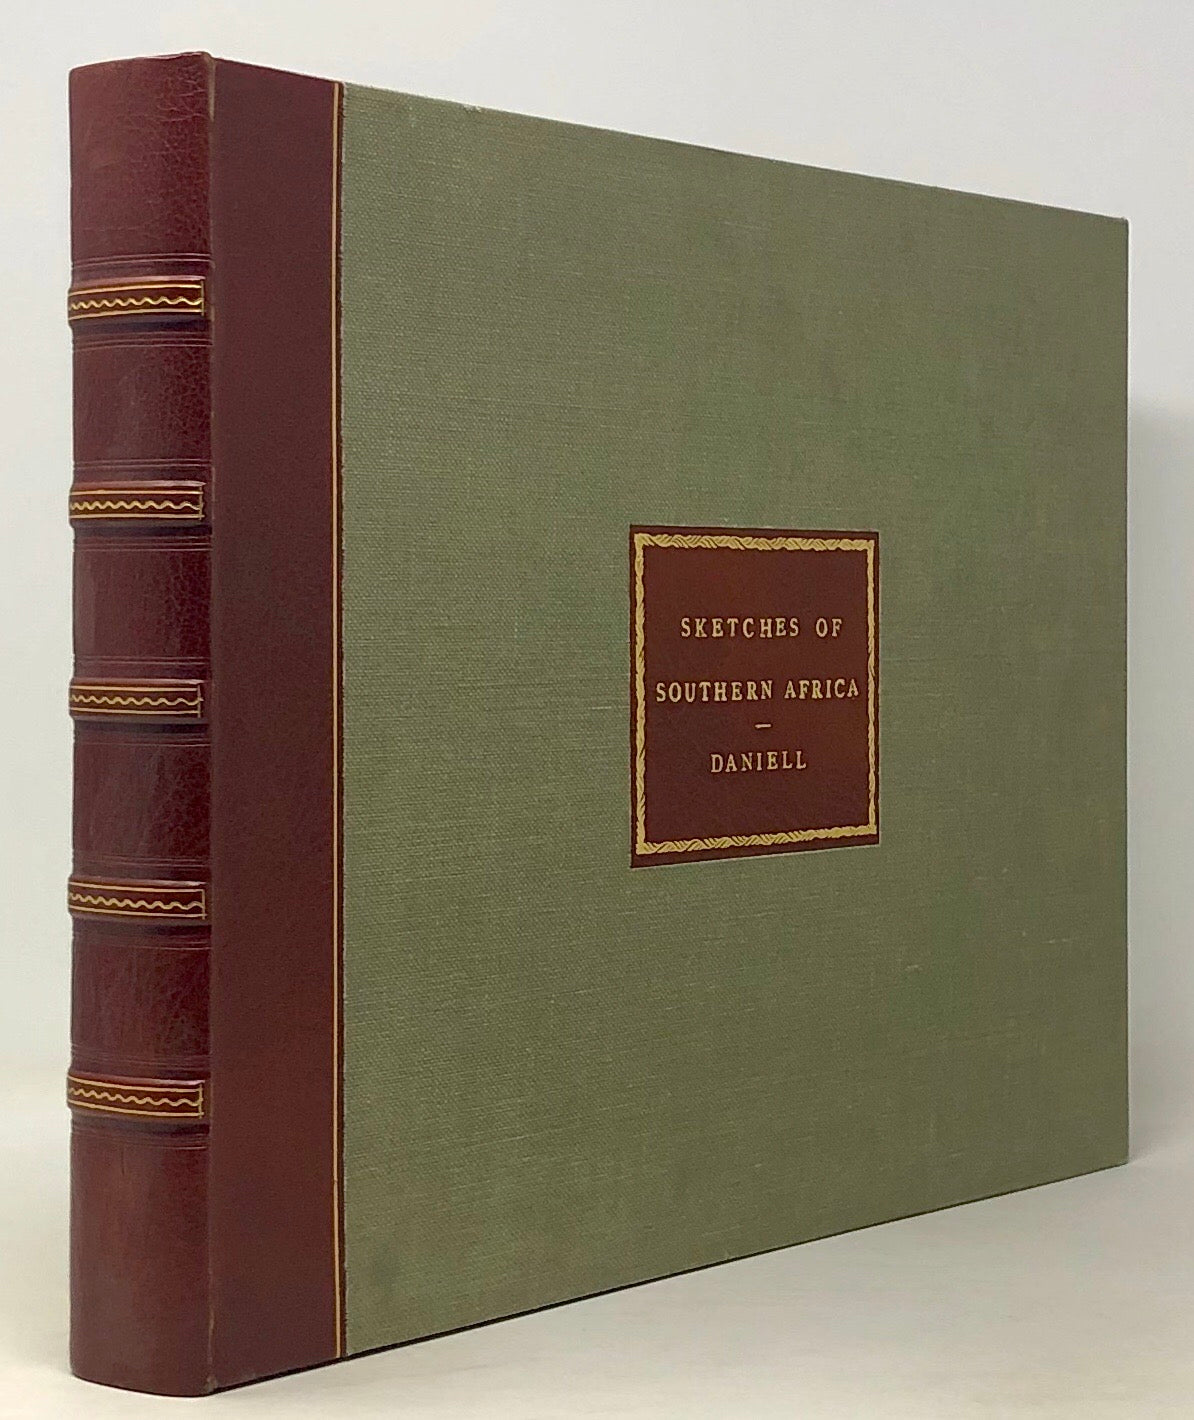 SKETCHES OF
SOUTHERN AFRICA
—
DANIELL